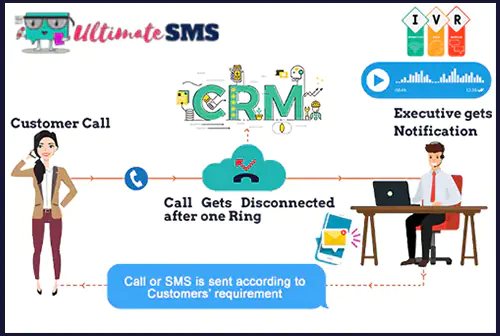 Ultimate SMS
I V R
CRM
Customer Call
Executive gets
Notification
Call Gets Disconnected
after one Ring
Call or SMS is sent according to
Customers' requirement